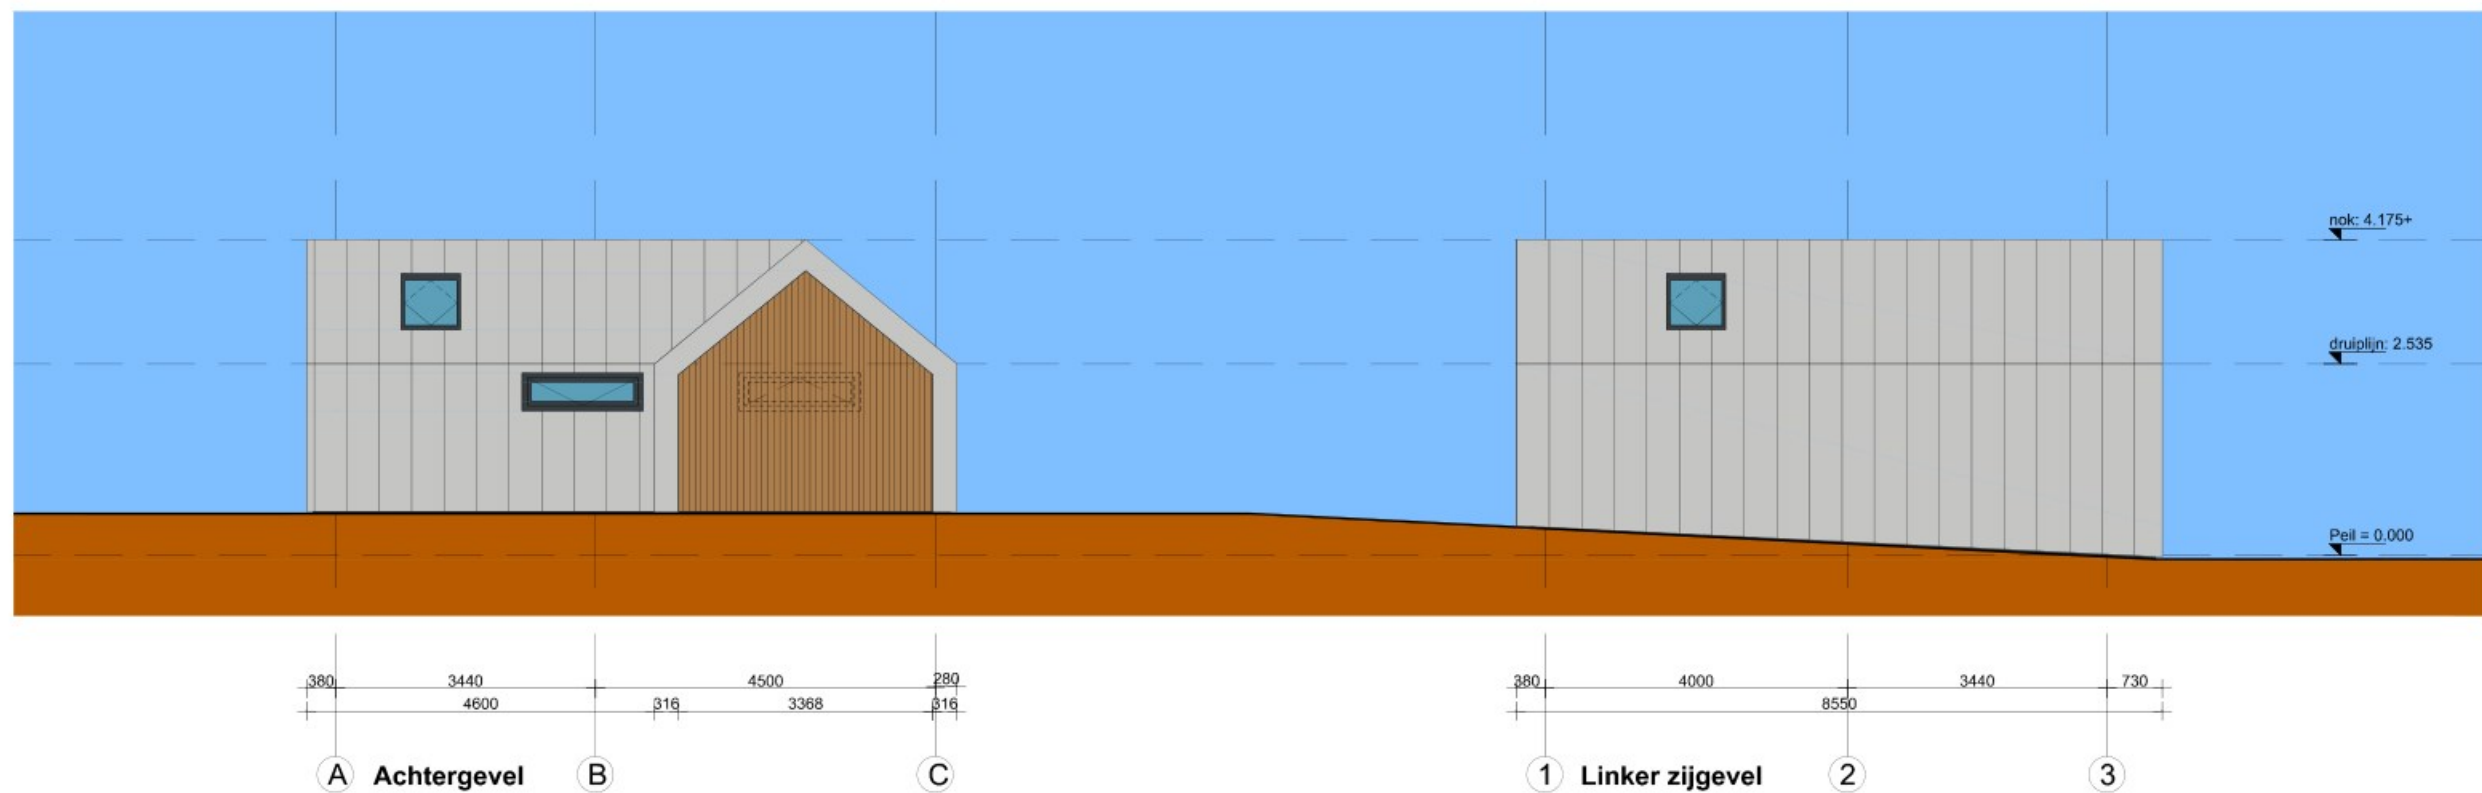 nok: 4.175+
druiplijn: 2.535
Peil = 0.000
380 3440 4500 280
4600 316 3368 316
380 4000 3440 730
8550
A Achtergevel B C
1 Linker zijgevel 2 3